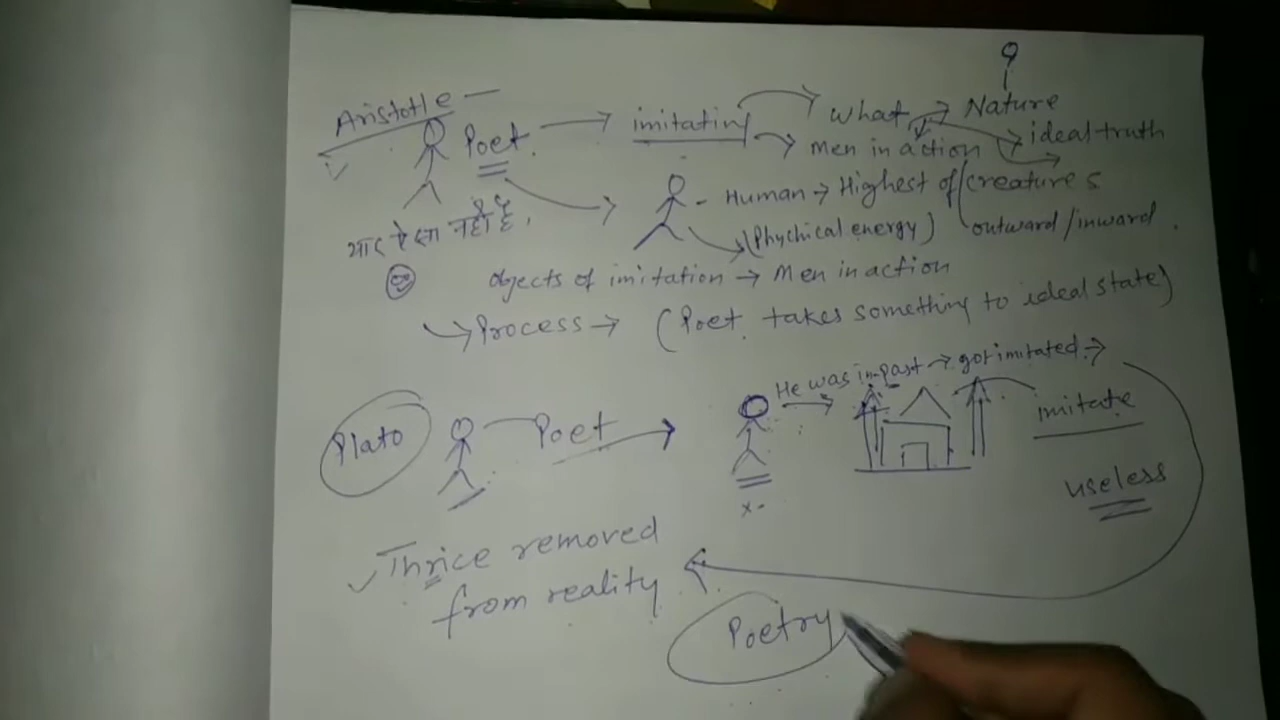 Aristotle —
Poet → imitating → what → Nature
→ Men in action → ideal truth
- Human → Highest of creatures
(Phychical energy) outward/inward.
नहीं है.
Objects of imitation → Men in action
→ Process → (Poet takes something to ideal state)
He was in past → got imitated →
Plato Poet → imitate
useless
x-
✓ Thrice removed
from reality
Poetry